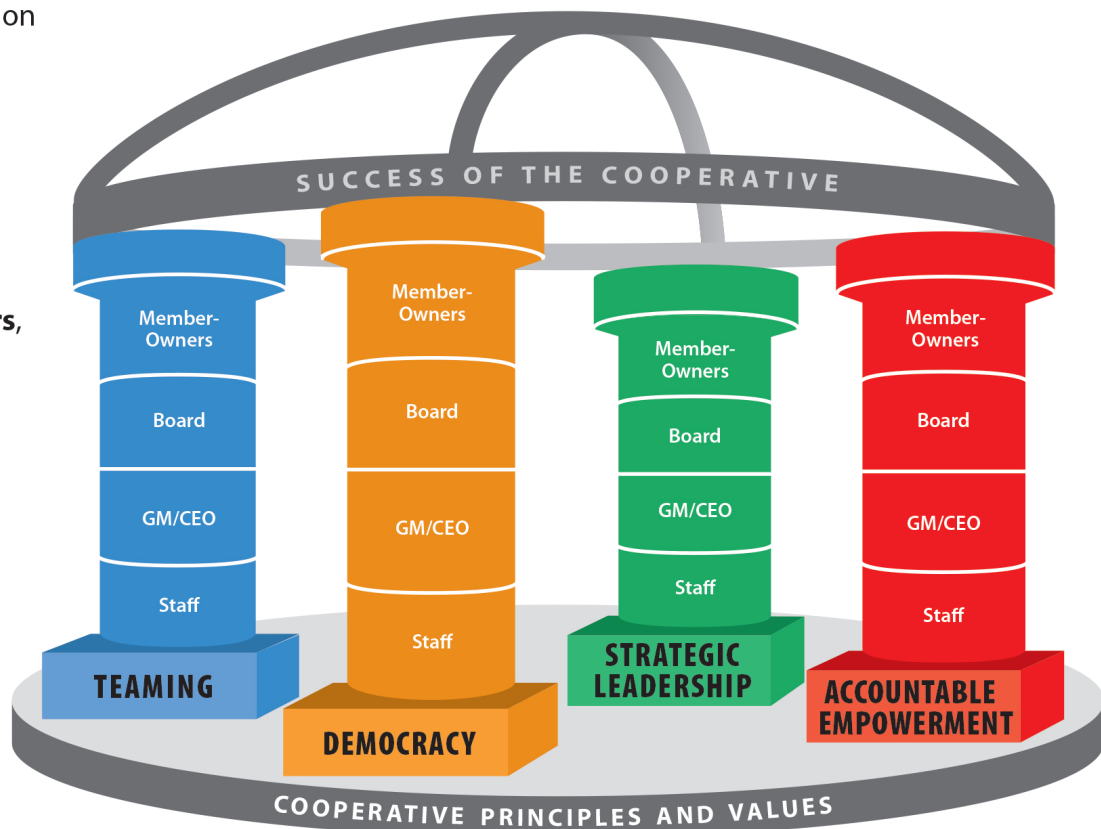 on
SUCCESS OF THE COOPERATIVE
rs,
Member-
Owners
Board
GM/CEO
Staff
TEAMING
Member-
Owners
Board
GM/CEO
Staff
DEMOCRACY
Member-
Owners
Board
GM/CEO
Staff
STRATEGIC
LEADERSHIP
Member-
Owners
Board
GM/CEO
Staff
ACCOUNTABLE
EMPOWERMENT
COOPERATIVE PRINCIPLES AND VALUES